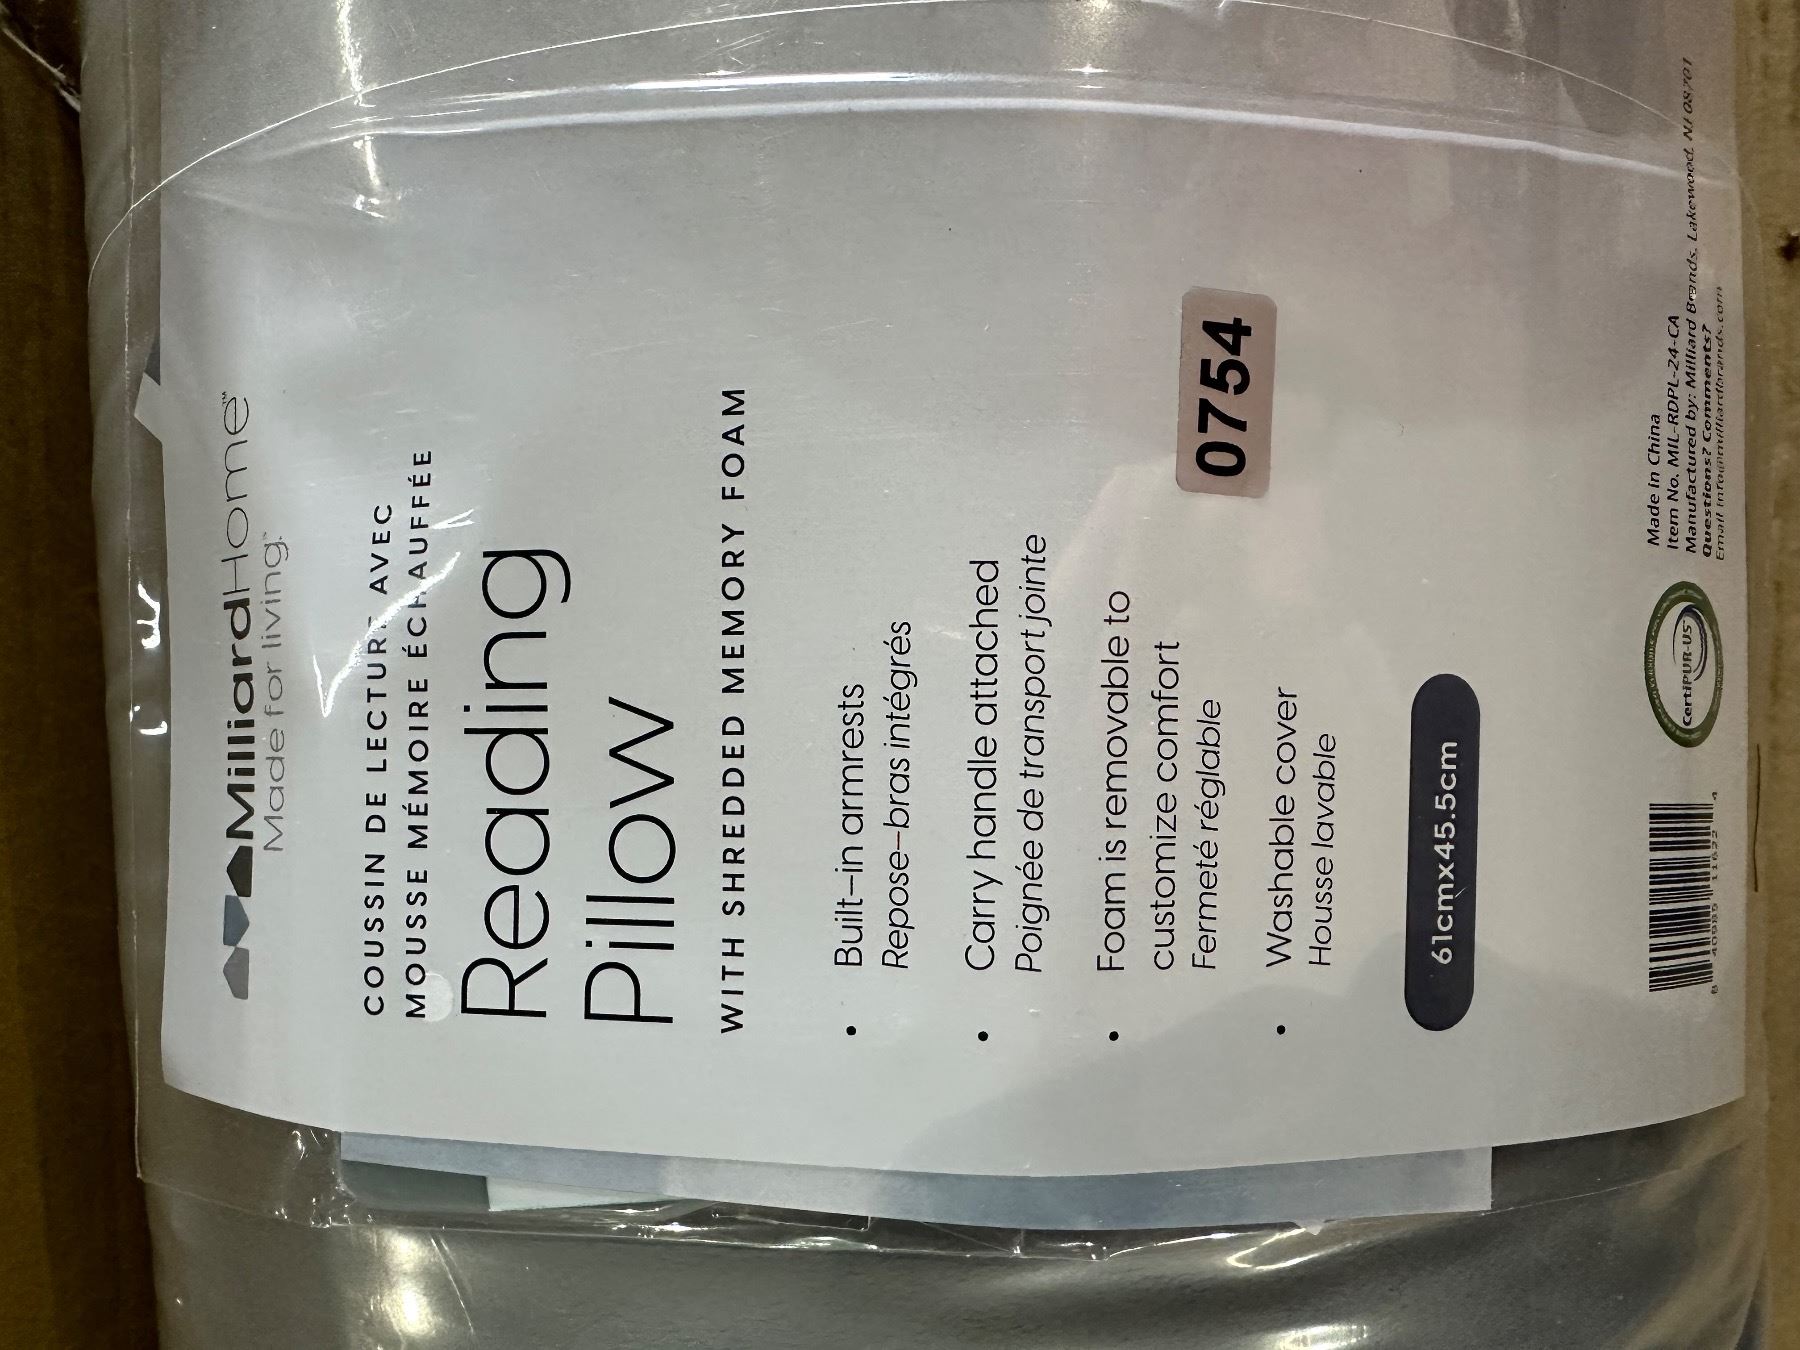 MilliardHome™
Made for living.™
COUSSIN DE LECTURE AVEC
MOUSSE MÉMOIRE ÉCHAUFFÉE
Reading
Pillow
WITH SHREDDED MEMORY FOAM
• Built-in armrests
Repose-bras intégrés
• Carry handle attached
Poignée de transport jointe
• Foam is removable to
customize comfort
Fermeté réglable
• Washable cover
Housse lavable
0754
61cmx45.5cm
CertiPUR-US
Made in China
Item No. MIL-RDPL-24-CA
Manufactured by: Milliard Brands, Lakewood, NJ 08701
Questions? Comments?
Email info@milliardbrands.com